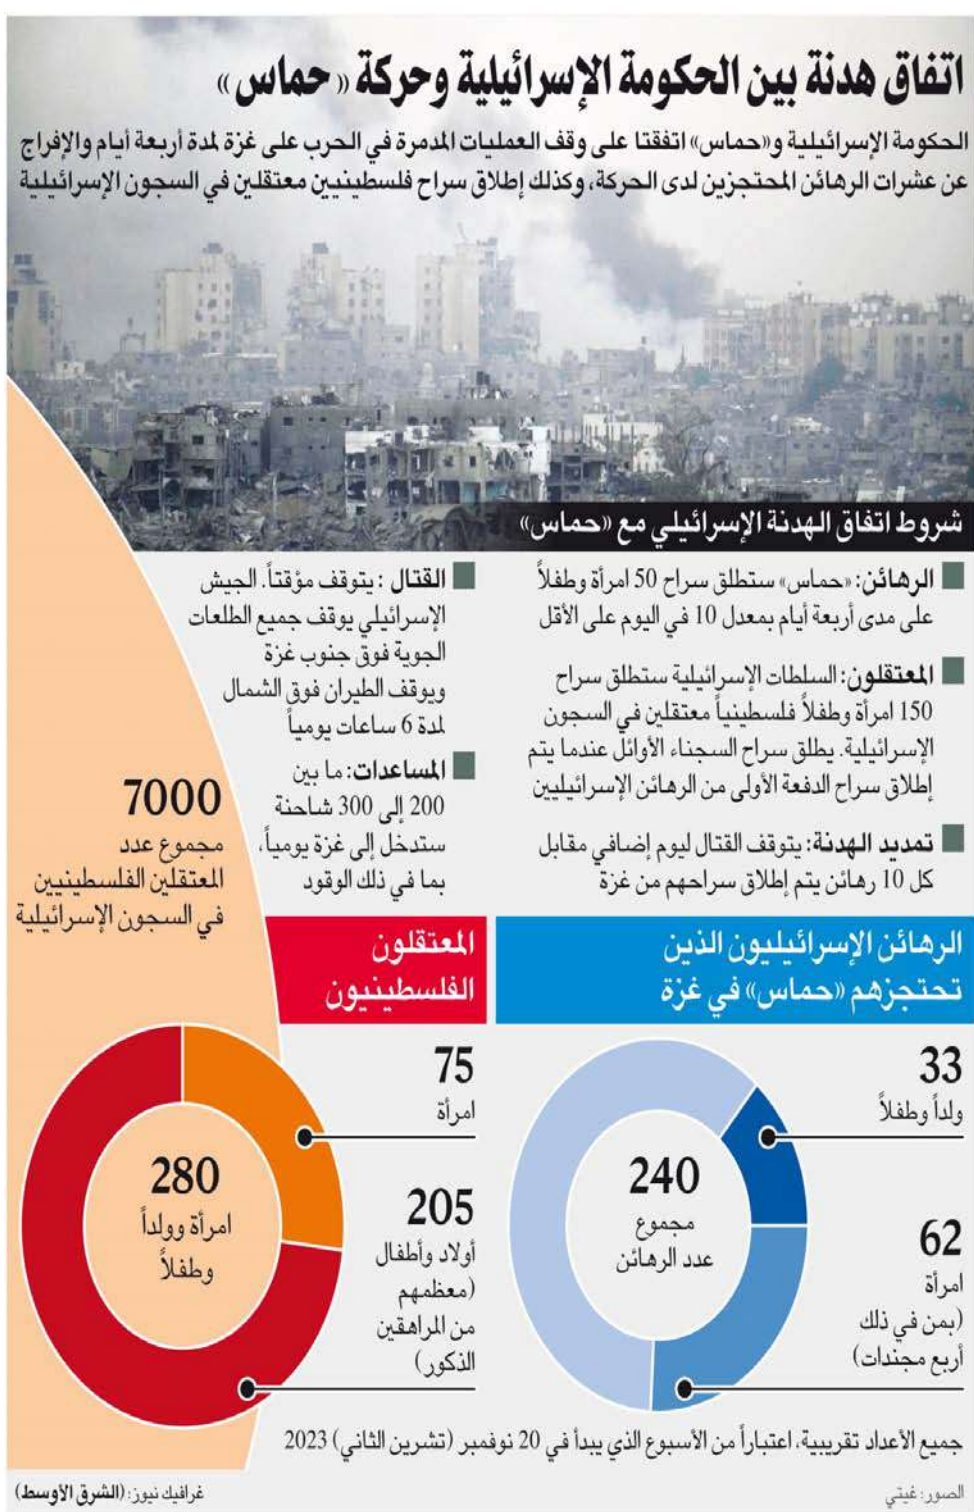 اتفاق هدنة بين الحكومة الإسرائيلية وحركة «حماس»
الحكومة الإسرائيلية و«حماس» اتفقتا على وقف العمليات المدمرة في الحرب على غزة لمدة أربعة أيام والإفراج
عن عشرات الرهائن المحتجزين لدى الحركة، وكذلك إطلاق سراح فلسطينيين معتقلين في السجون الإسرائيلية
شروط اتفاق الهدنة الإسرائيلي مع «حماس»
الرهائن: «حماس» ستطلق سراح 50 امرأة وطفلاً
على مدى أربعة أيام بمعدل 10 في اليوم على الأقل
المعتقلون: السلطات الإسرائيلية ستطلق سراح
150 امرأة وطفلاً فلسطينياً معتقلين في السجون
الإسرائيلية. يطلق سراح السجناء الأوائل عندما يتم
إطلاق سراح الدفعة الأولى من الرهائن الإسرائيليين
تمديد الهدنة: يتوقف القتال ليوم إضافي مقابل
كل 10 رهائن يتم إطلاق سراحهم من غزة
القتال : يتوقف مؤقتاً. الجيش
الإسرائيلي يوقف جميع الطلعات
الجوية فوق جنوب غزة
ويوقف الطيران فوق الشمال
لمدة 6 ساعات يومياً
المساعدات: ما بين
200 إلى 300 شاحنة
ستدخل إلى غزة يومياً،
بما في ذلك الوقود
7000
مجموع عدد
المعتقلين الفلسطينيين
في السجون الإسرائيلية
الرهائن الإسرائيليون الذين
تحتجزهم «حماس» في غزة
33
ولداً وطفلاً
62
امرأة
(بمن في ذلك
أربع مجندات)
240
مجموع
عدد الرهائن
المعتقلون
الفلسطينيون
75
امرأة
205
أولاد وأطفال
(معظمهم
من المراهقين
الذكور)
280
امرأة وولداً
وطفلاً
جميع الأعداد تقريبية، اعتباراً من الأسبوع الذي يبدأ في 20 نوفمبر (تشرين الثاني) 2023
الصور: غيتي
غرافيك نيوز: (الشرق الأوسط)